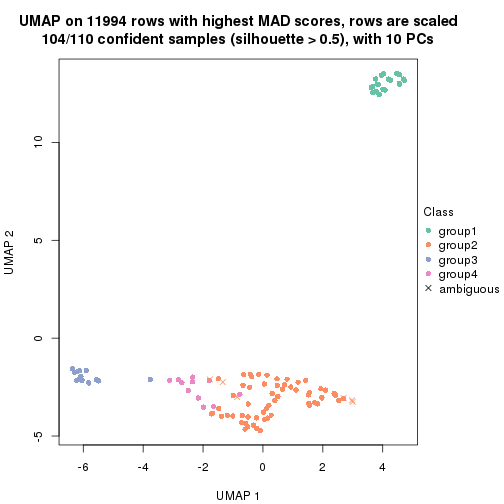 UMAP on 11994 rows with highest MAD scores, rows are scaled
104/110 confident samples (silhouette > 0.5), with 10 PCs
10
5
0
-5
UMAP 2
-6
-4
-2
0
2
4
UMAP 1
Class
group1
group2
group3
group4
ambiguous